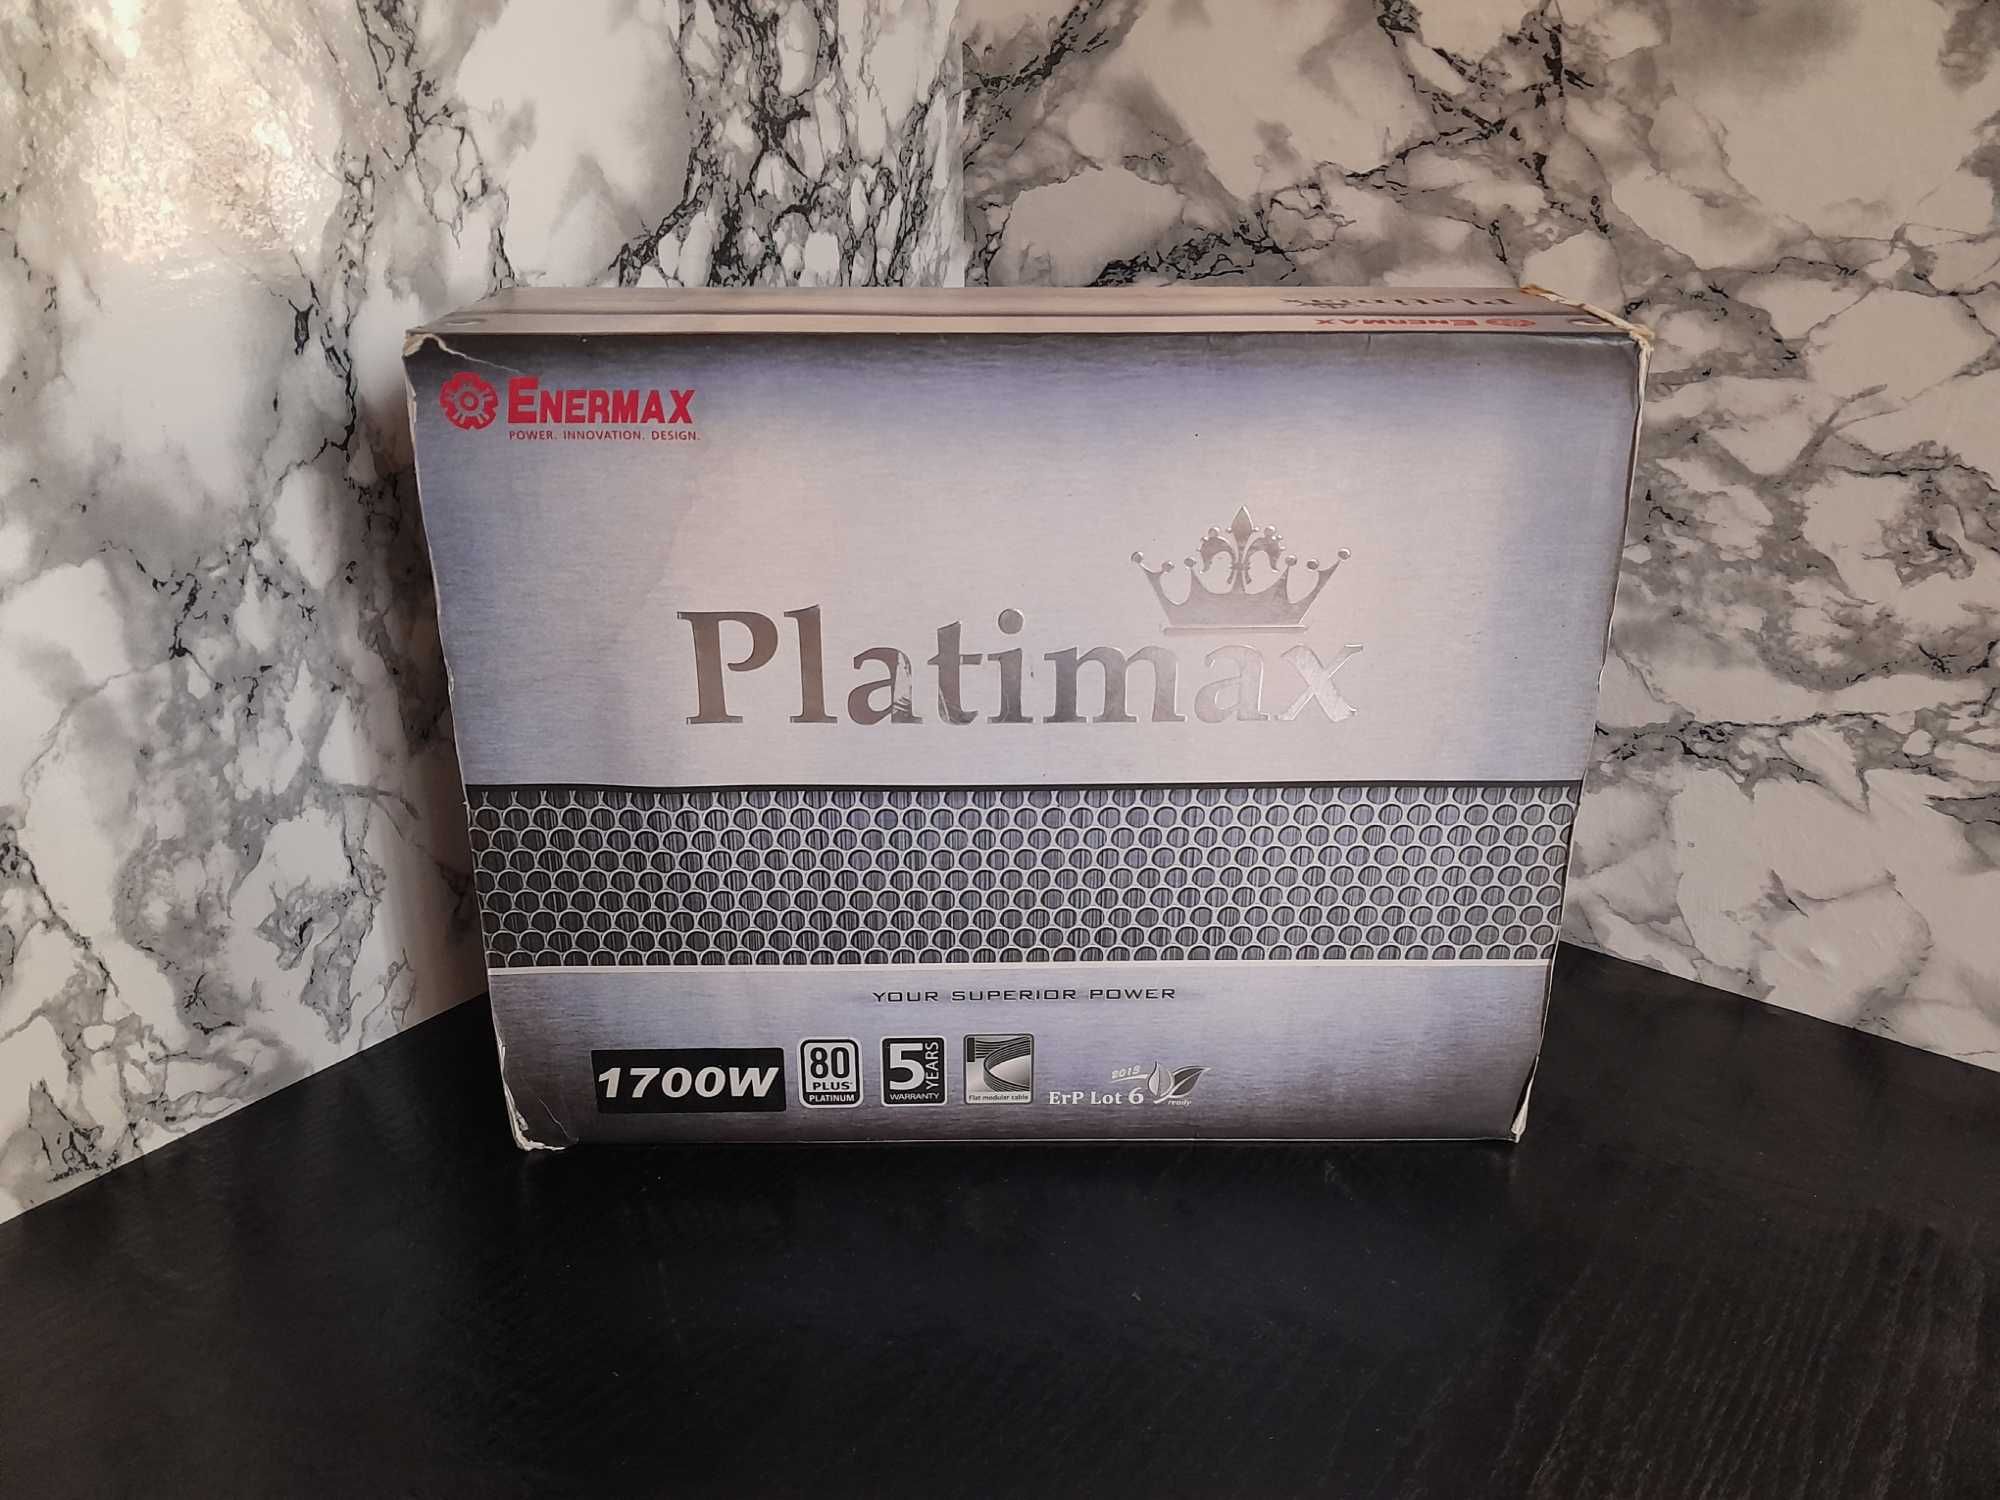 Platimax
ENERMAX
ENERMAX
POWER. INNOVATION. DESIGN.
Platimax
YOUR SUPERIOR POWER
1700W
80
PLUS
PLATINUM
5 YEARS
WARRANTY
Flat modular cable
2013
ErP Lot 6
ready